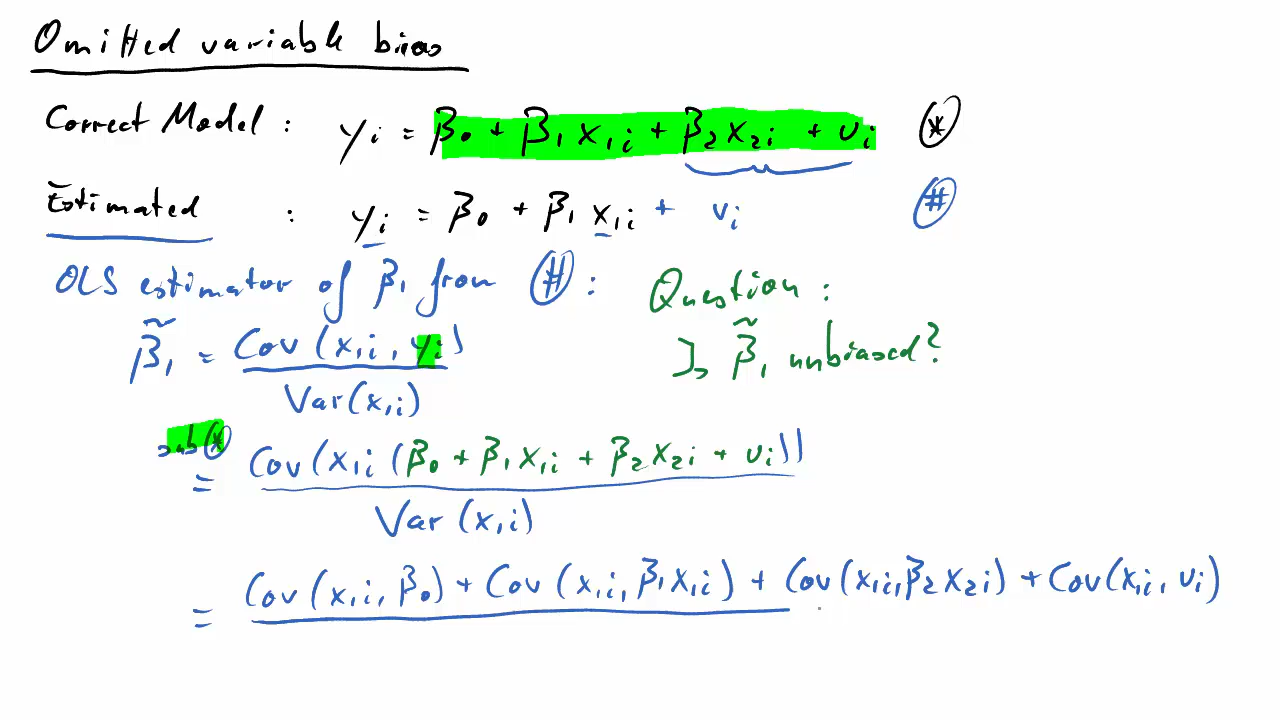 Omitted variable bias
Correct Model : yi = β0 + β1 x1i + β2 x2i + ui (*)
Estimated : yi = β0 + β1 x1i + vi (#)
OLS estimator of β1 from (#) :
β̃1 = Cov (x1i , yi)
Var(x1i)
Question :
Is β̃1 unbiased?
sub (*)
= Cov(x1i (β0 + β1 x1i + β2 x2i + ui))
Var (x1i)
= Cov (x1i , β0) + Cov (x1i, β1x1i) + Cov(x1i, β2 x2i) + Cov(x1i , ui)